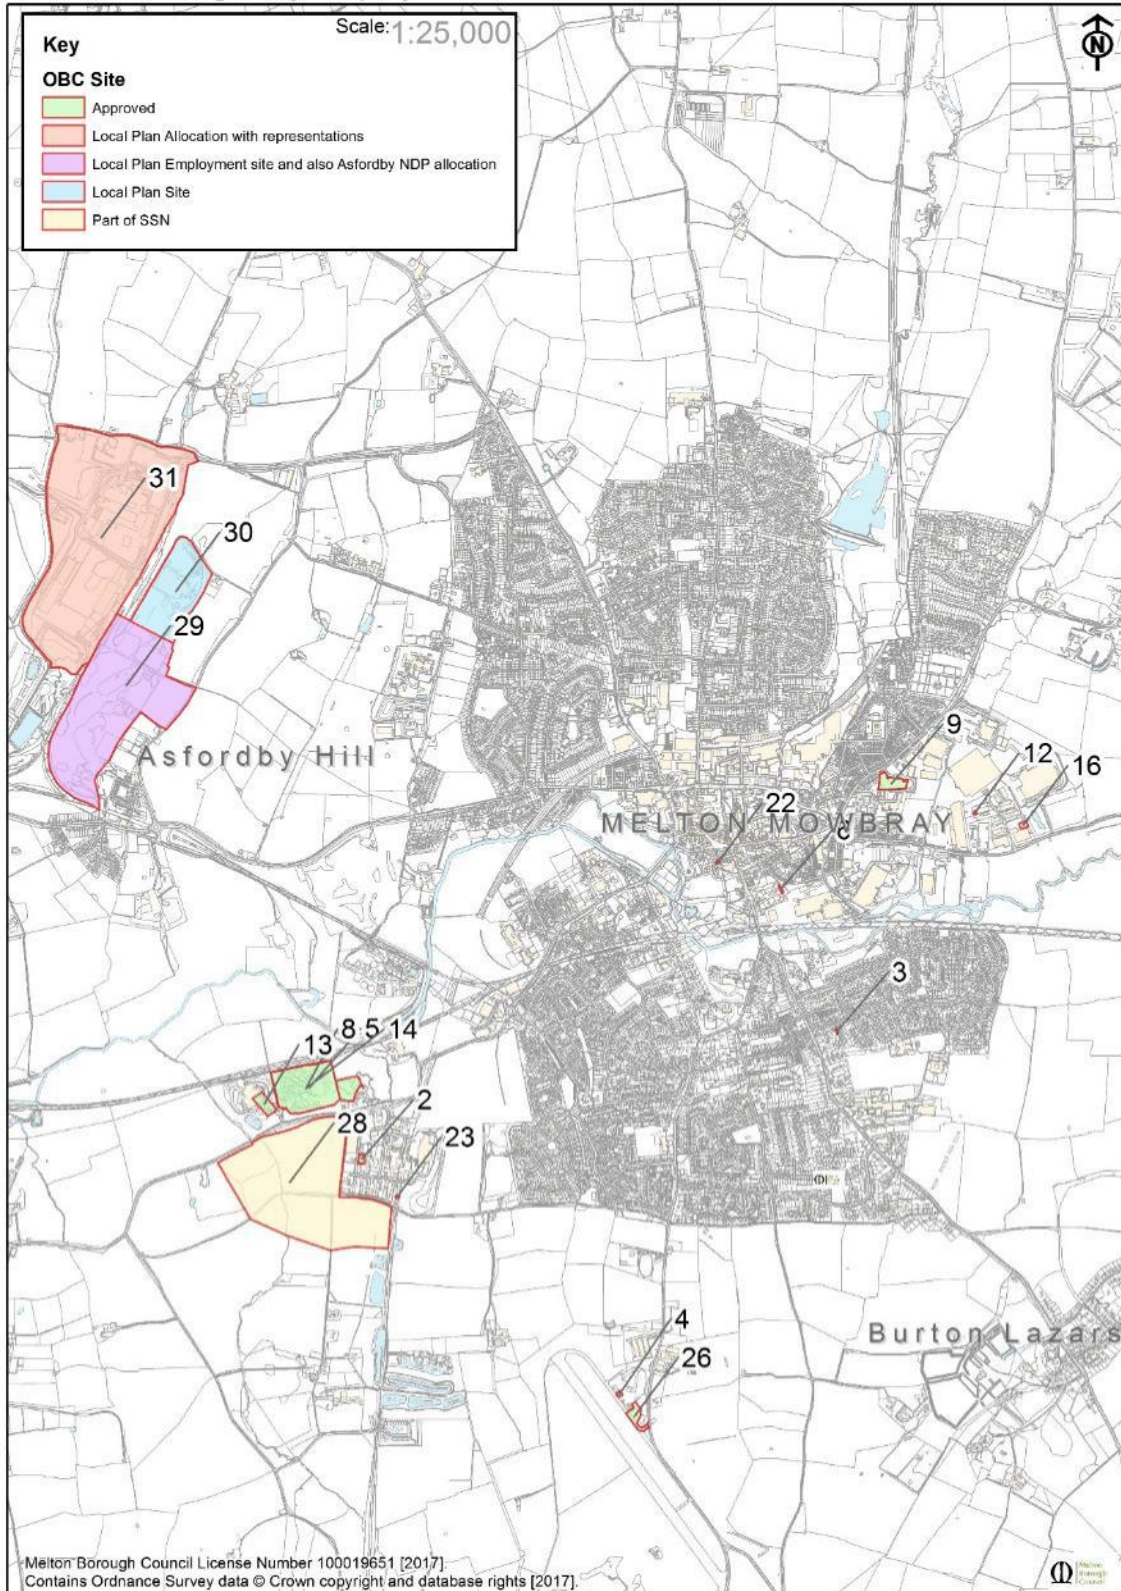 Scale: 1:25,000
Key
OBC Site
Approved
Local Plan Allocation with representations
Local Plan Employment site and also Asfordby NDP allocation
Local Plan Site
Part of SSN
N
31
30
29
Asfordby Hill
9
12
16
22
MELTON MOWBRAY
3
8 5 14
13
2
28
23
4
Burton Lazars
26
Melton Borough Council License Number 100019651 [2017].
Contains Ordnance Survey data © Crown copyright and database rights [2017].
Melton
Borough
Council